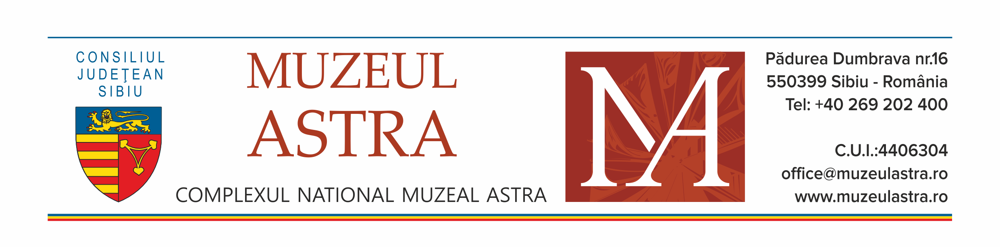 CONSILIUL
JUDEŢEAN
SIBIU
MUZEUL
ASTRA
COMPLEXUL NATIONAL MUZEAL ASTRA
MA
Pădurea Dumbrava nr.16
550399 Sibiu - România
Tel: +40 269 202 400
C.U.I.:4406304
office@muzeulastra.ro
www.muzeulastra.ro